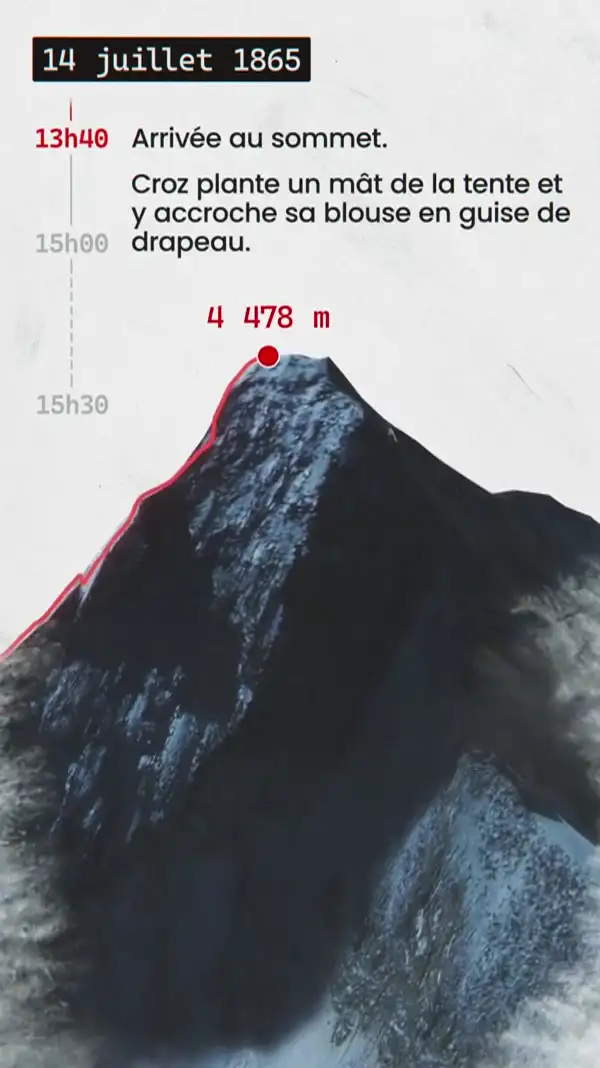 14 juillet 1865
13h40 Arrivée au sommet.
Croz plante un mât de la tente et
y accroche sa blouse en guise de
15h00 drapeau.
4 478 m
15h30